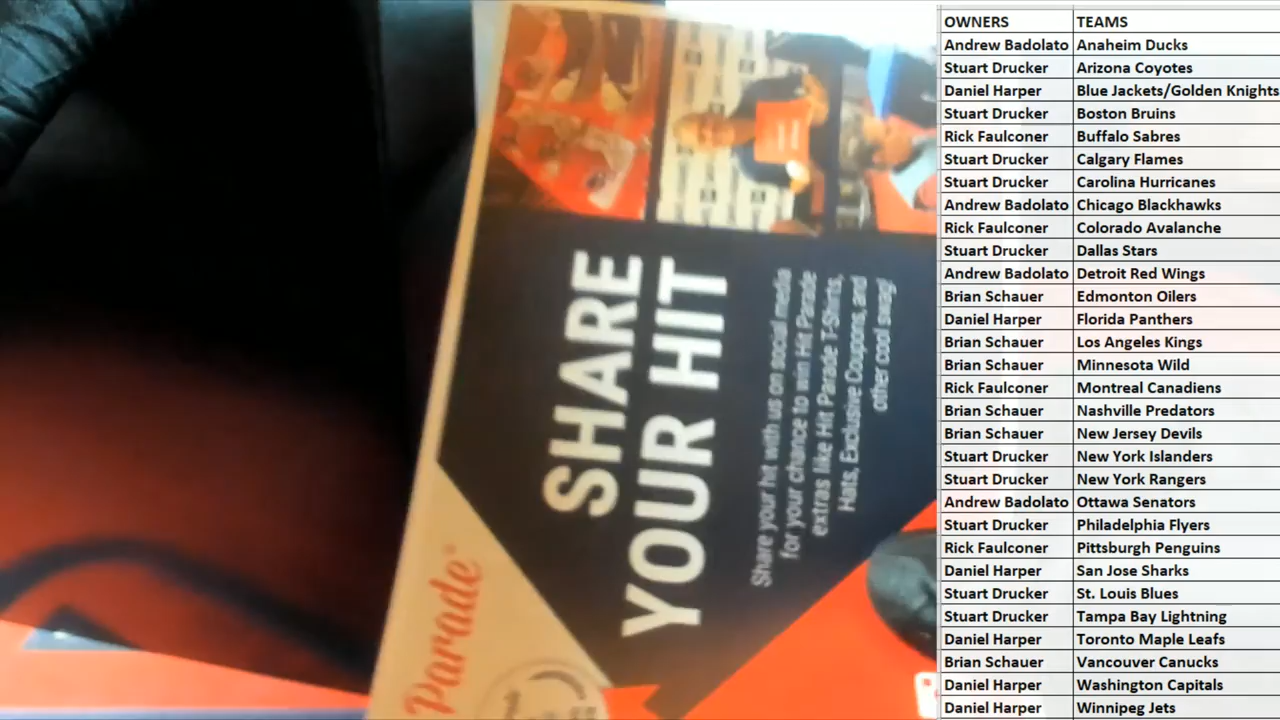 SHARE
YOUR HIT
Share your hit with us on social media
for your chance to win Hit Parade
extras like Hit Parade T-Shirts,
Hats, Exclusive Coupons, and
other cool swag!
Parade
OWNERS TEAMS
Andrew Badolato Anaheim Ducks
Stuart Drucker Arizona Coyotes
Daniel Harper Blue Jackets/Golden Knights
Stuart Drucker Boston Bruins
Rick Faulconer Buffalo Sabres
Stuart Drucker Calgary Flames
Stuart Drucker Carolina Hurricanes
Andrew Badolato Chicago Blackhawks
Rick Faulconer Colorado Avalanche
Stuart Drucker Dallas Stars
Andrew Badolato Detroit Red Wings
Brian Schauer Edmonton Oilers
Daniel Harper Florida Panthers
Brian Schauer Los Angeles Kings
Brian Schauer Minnesota Wild
Rick Faulconer Montreal Canadiens
Brian Schauer Nashville Predators
Brian Schauer New Jersey Devils
Stuart Drucker New York Islanders
Stuart Drucker New York Rangers
Andrew Badolato Ottawa Senators
Stuart Drucker Philadelphia Flyers
Rick Faulconer Pittsburgh Penguins
Daniel Harper San Jose Sharks
Stuart Drucker St. Louis Blues
Stuart Drucker Tampa Bay Lightning
Daniel Harper Toronto Maple Leafs
Brian Schauer Vancouver Canucks
Daniel Harper Washington Capitals
Daniel Harper Winnipeg Jets